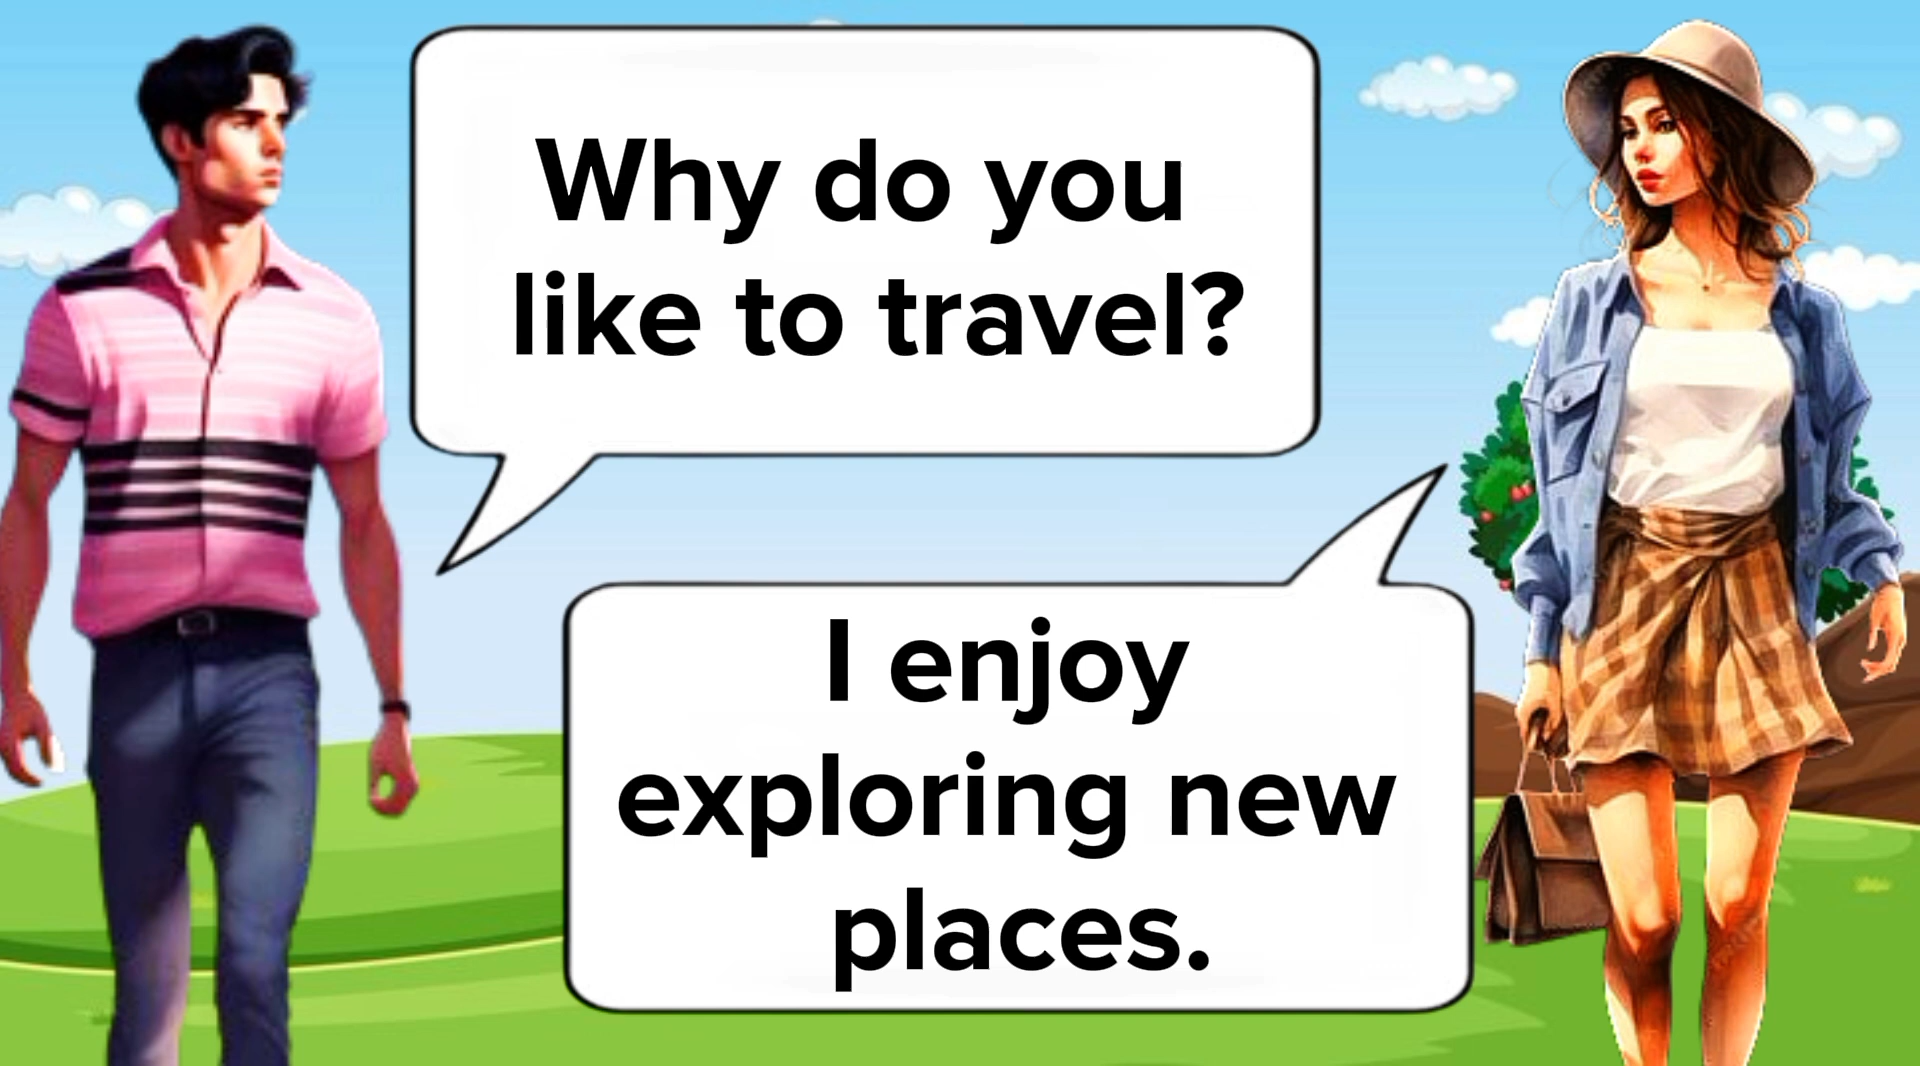 Why do you
like to travel?
I enjoy
exploring new
places.